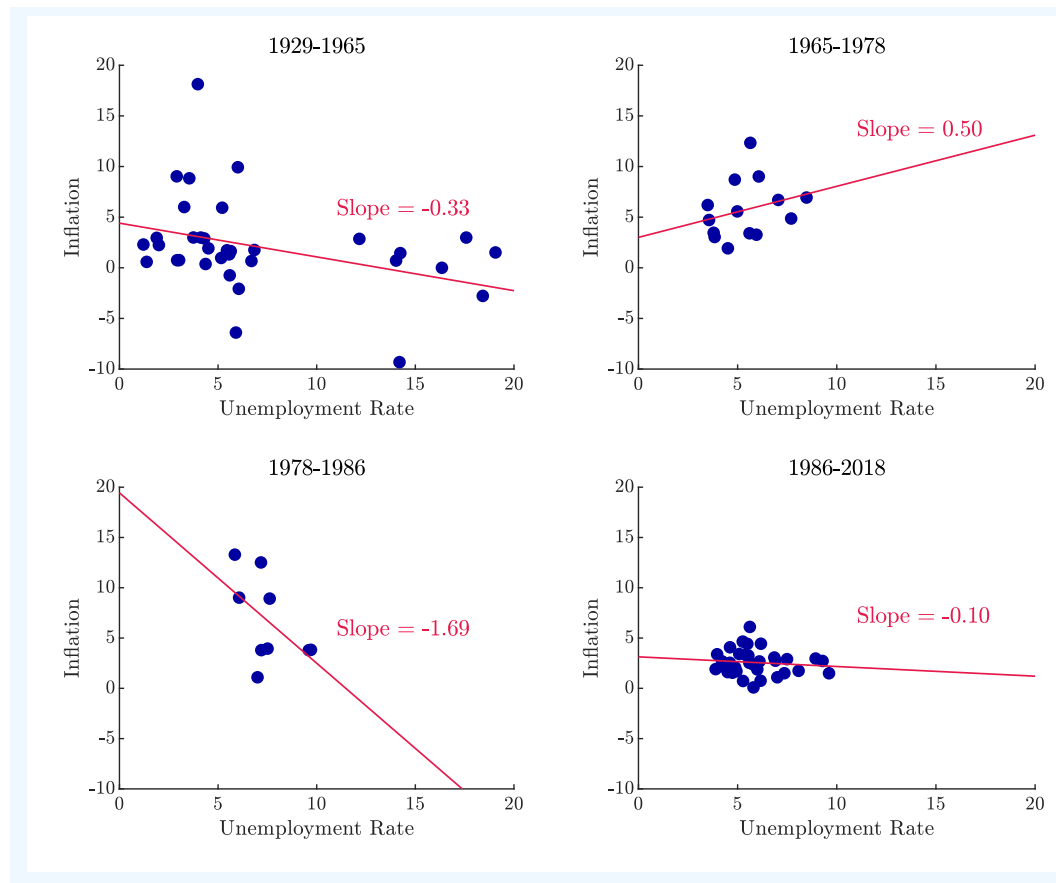 1929-1965
20
15
10
5
0
-5
-10
Inflation
Slope = -0.33
0 5 10 15 20
Unemployment Rate
1965-1978
20
15
10
5
0
-5
-10
Inflation
Slope = 0.50
0 5 10 15 20
Unemployment Rate
1978-1986
20
15
10
5
0
-5
-10
Inflation
Slope = -1.69
0 5 10 15 20
Unemployment Rate
1986-2018
20
15
10
5
0
-5
-10
Inflation
Slope = -0.10
0 5 10 15 20
Unemployment Rate